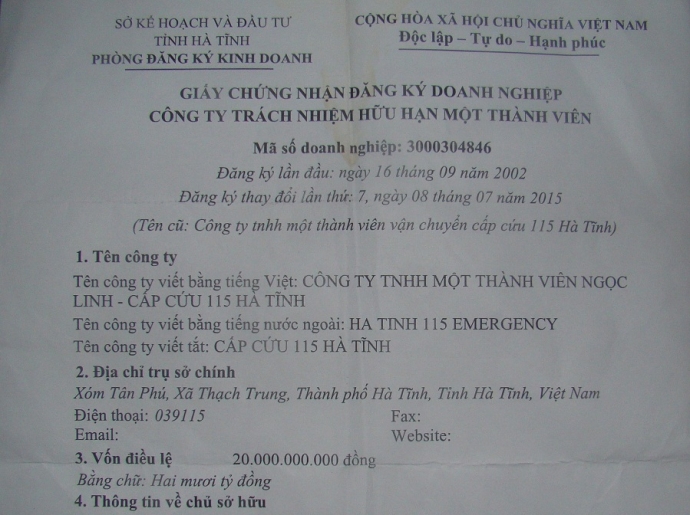 SỞ KẾ HOẠCH VÀ ĐẦU TƯ
TỈNH HÀ TĨNH
PHÒNG ĐĂNG KÝ KINH DOANH
CỘNG HÒA XÃ HỘI CHỦ NGHĨA VIỆT NAM
Độc lập – Tự do – Hạnh phúc
GIẤY CHỨNG NHẬN ĐĂNG KÝ DOANH NGHIỆP
CÔNG TY TRÁCH NHIỆM HỮU HẠN MỘT THÀNH VIÊN
Mã số doanh nghiệp: 3000304846
Đăng ký lần đầu: ngày 16 tháng 09 năm 2002
Đăng ký thay đổi lần thứ: 7, ngày 08 tháng 07 năm 2015
(Tên cũ: Công ty tnhh một thành viên vận chuyển cấp cứu 115 Hà Tĩnh)
1. Tên công ty
Tên công ty viết bằng tiếng Việt: CÔNG TY TNHH MỘT THÀNH VIÊN NGỌC
LINH - CẤP CỨU 115 HÀ TĨNH
Tên công ty viết bằng tiếng nước ngoài: HA TINH 115 EMERGENCY
Tên công ty viết tắt: CẤP CỨU 115 HÀ TĨNH
2. Địa chỉ trụ sở chính
Xóm Tân Phú, Xã Thạch Trung, Thành phố Hà Tĩnh, Tỉnh Hà Tĩnh, Việt Nam
Điện thoại: 039115 Fax:
Email: Website:
3. Vốn điều lệ 20.000.000.000 đồng
Bằng chữ: Hai mươi tỷ đồng
4. Thông tin về chủ sở hữu